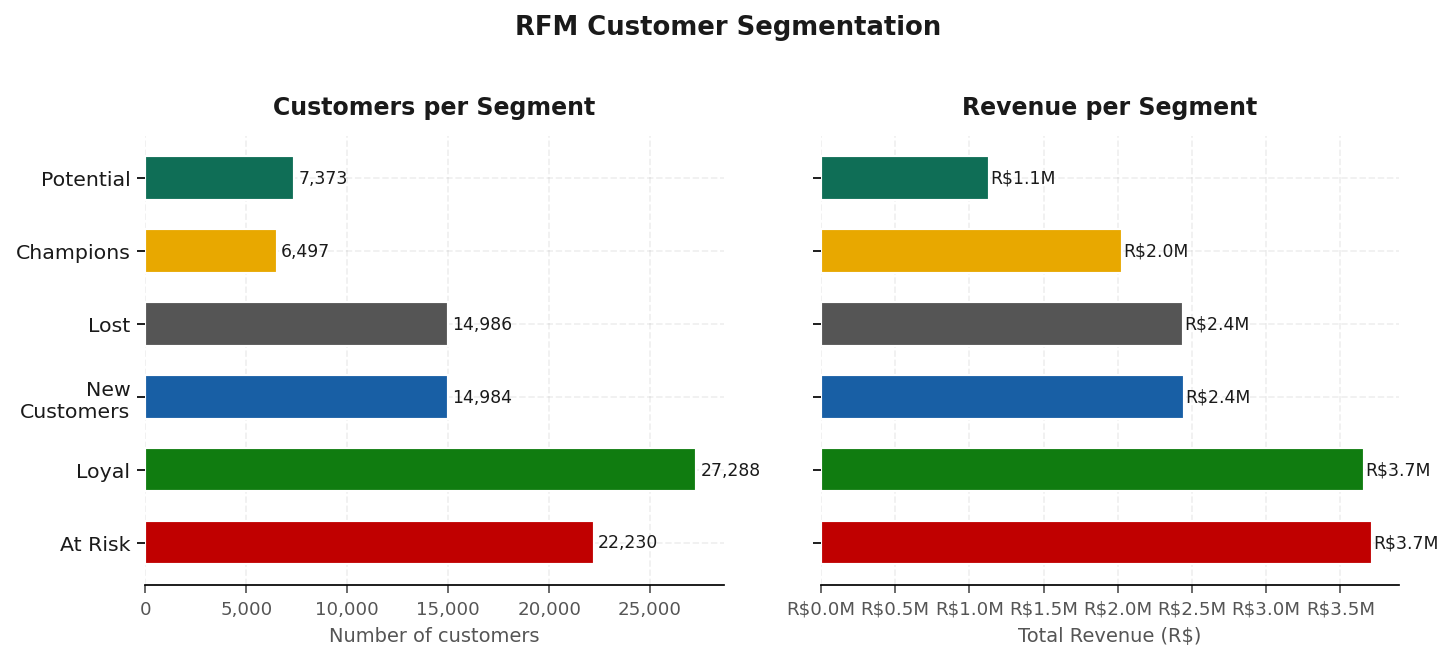 RFM Customer Segmentation
Customers per Segment
Potential
7,373
Champions
6,497
Lost
14,986
New
Customers
14,984
Loyal
27,288
At Risk
22,230
0
5,000
10,000
15,000
20,000
25,000
Number of customers
Revenue per Segment
R$1.1M
R$2.0M
R$2.4M
R$2.4M
R$3.7M
R$3.7M
R$0.0M
R$0.5M
R$1.0M
R$1.5M
R$2.0M
R$2.5M
R$3.0M
R$3.5M
Total Revenue (R$)